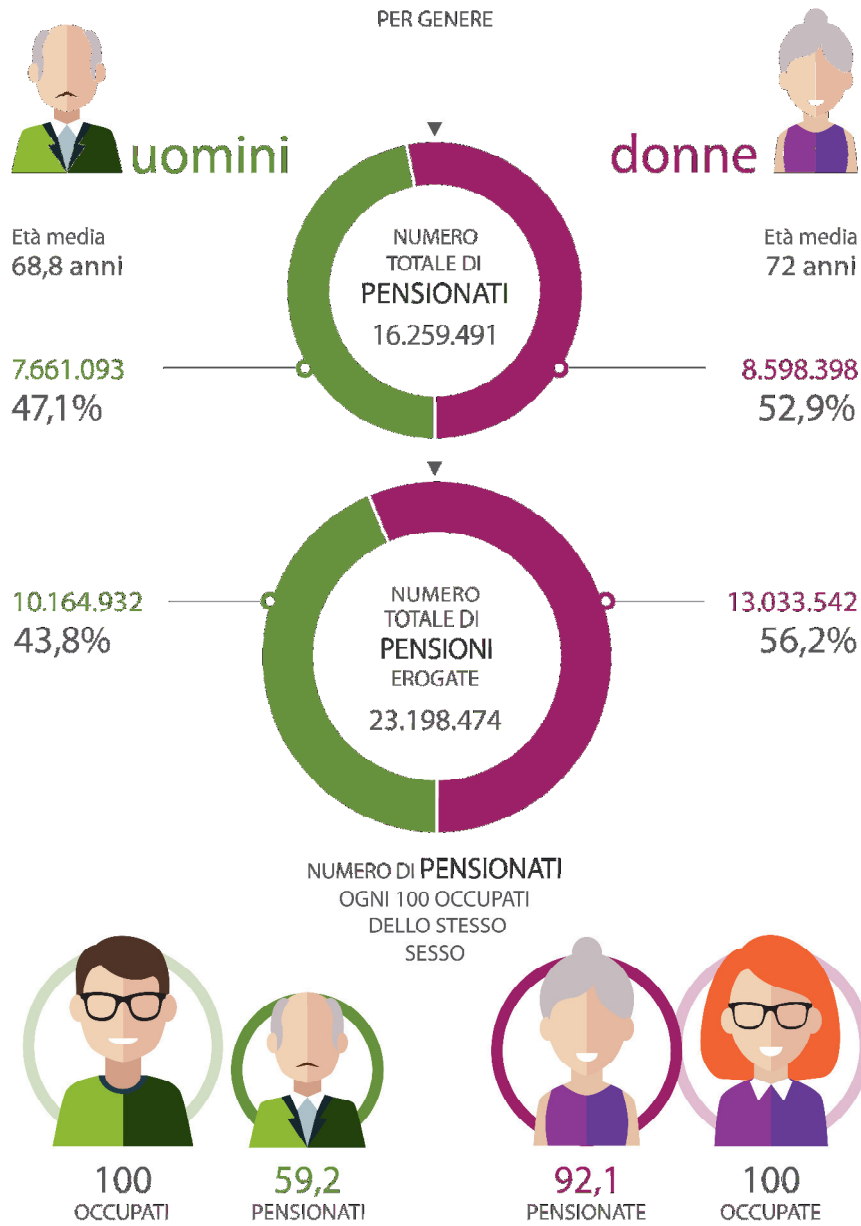 PER GENERE
uomini
donne
Età media
68,8 anni
Età media
72 anni
NUMERO
TOTALE DI
PENSIONATI
16.259.491
7.661.093
47,1%
8.598.398
52,9%
10.164.932
43,8%
NUMERO
TOTALE DI
PENSIONI
EROGATE
23.198.474
13.033.542
56,2%
NUMERO DI PENSIONATI
OGNI 100 OCCUPATI
DELLO STESSO
SESSO
100
OCCUPATI
59,2
PENSIONATI
92,1
PENSIONATE
100
OCCUPATE